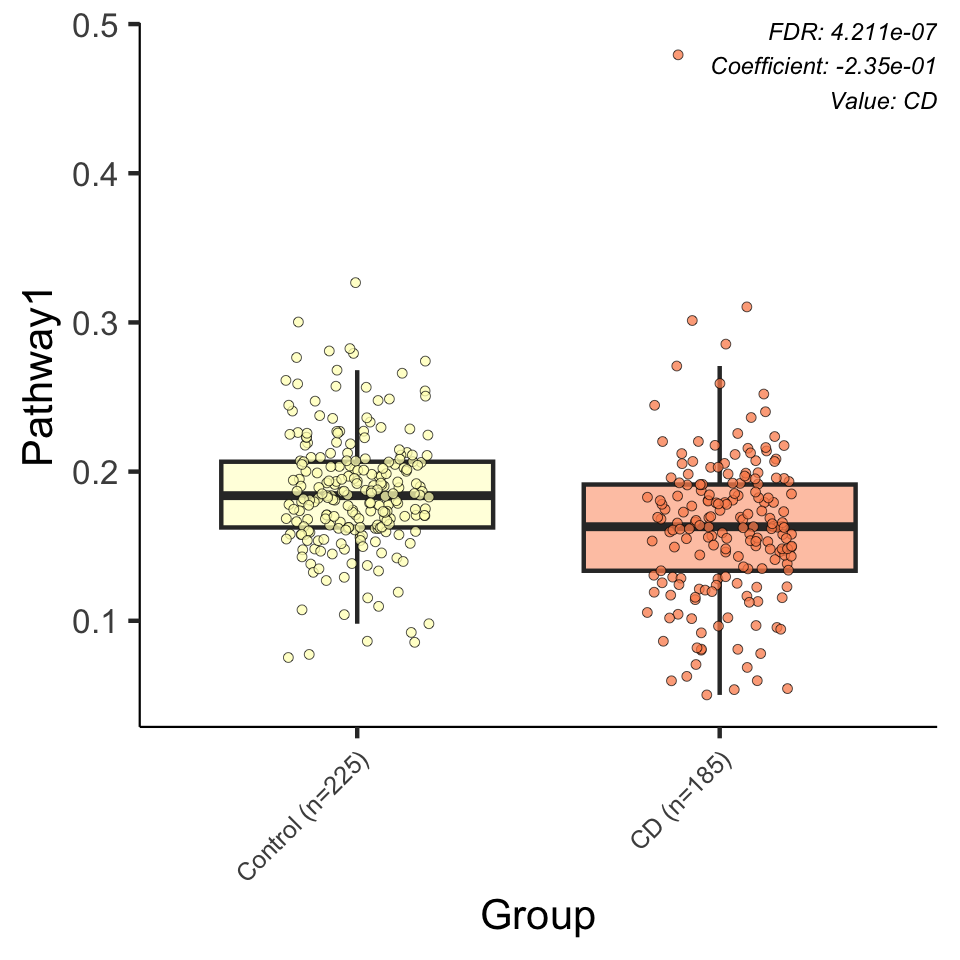 FDR: 4.211e-07
Coefficient: -2.35e-01
Value: CD
0.5
0.4
0.3
0.2
0.1
Pathway1
Control (n=225)
CD (n=185)
Group